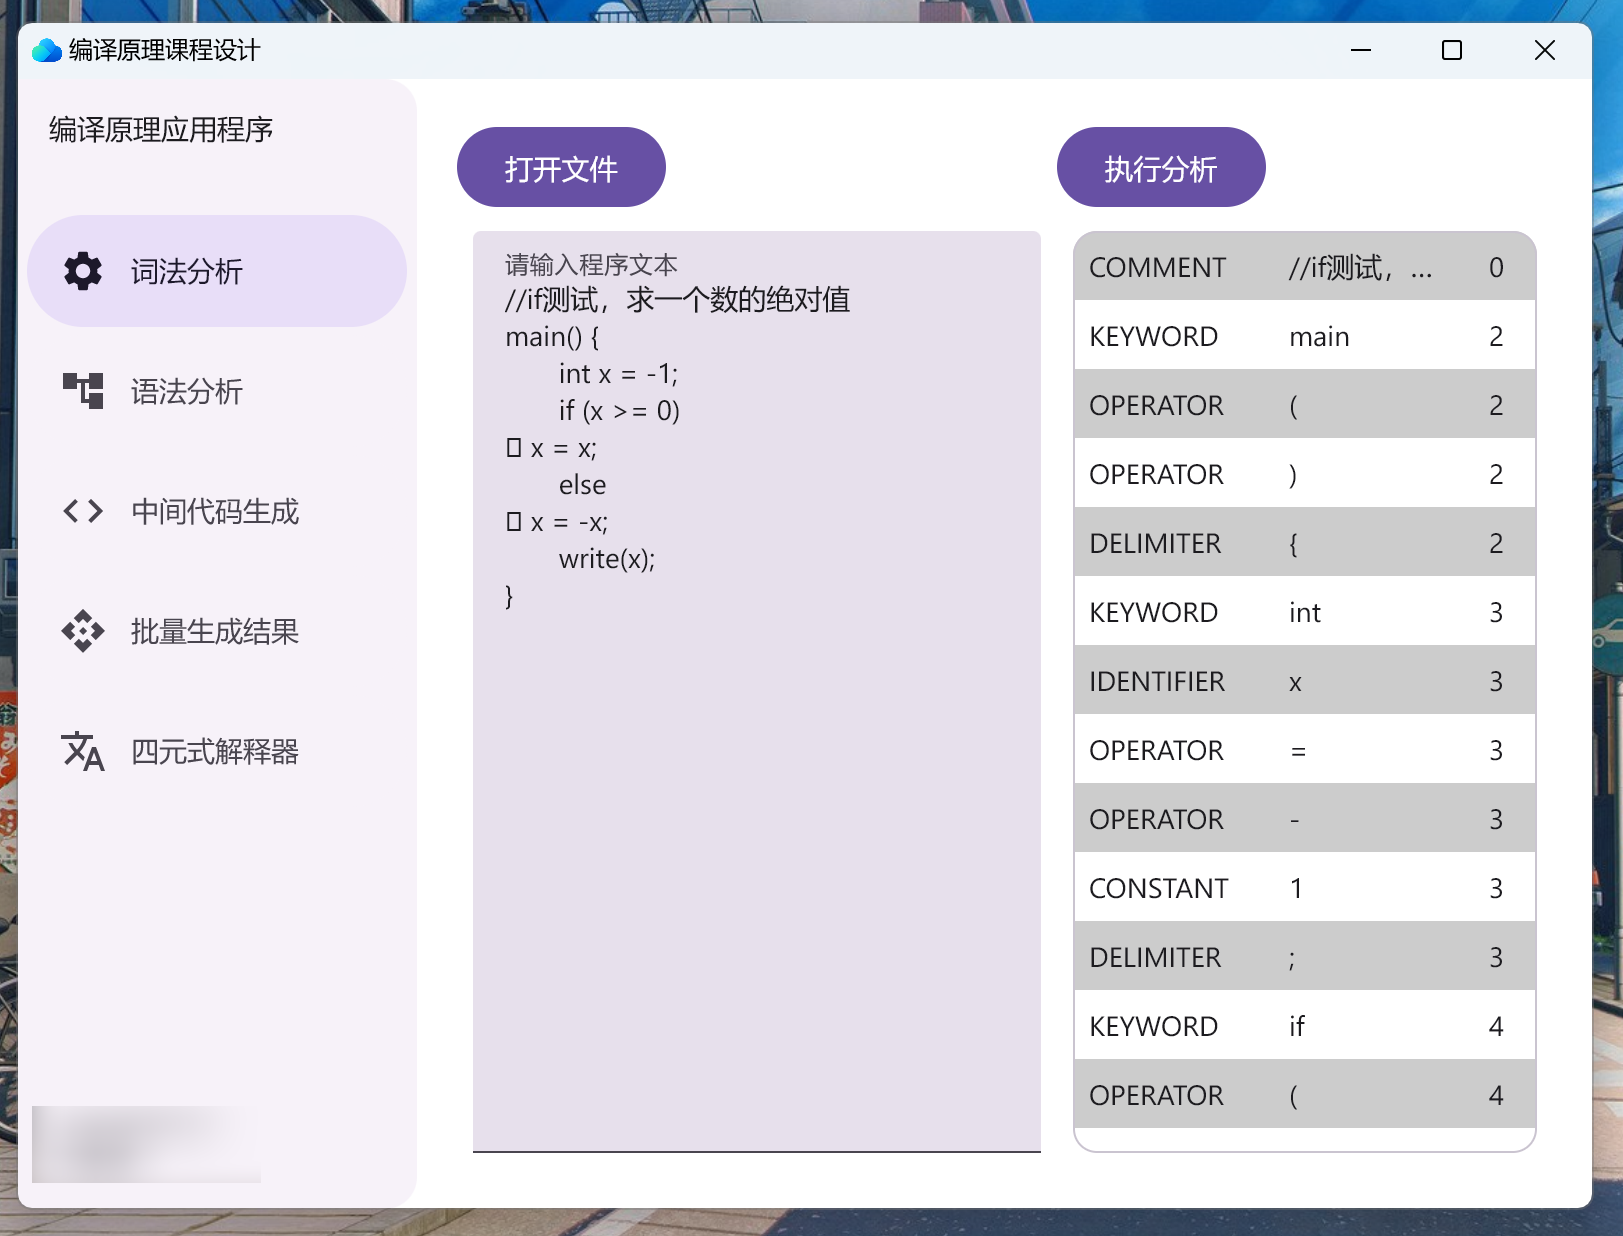 编译原理课程设计
编译原理应用程序
词法分析
语法分析
中间代码生成
批量生成结果
四元式解释器
打开文件
执行分析
请输入程序文本
//if测试，求一个数的绝对值
main() {
int x = -1;
if (x >= 0)
x = x;
else
x = -x;
write(x);
}
COMMENT //if测试，... 0
KEYWORD main 2
OPERATOR ( 2
OPERATOR ) 2
DELIMITER { 2
KEYWORD int 3
IDENTIFIER x 3
OPERATOR = 3
OPERATOR - 3
CONSTANT 1 3
DELIMITER ; 3
KEYWORD if 4
OPERATOR ( 4